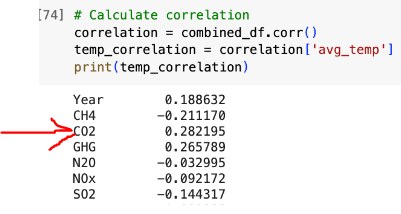 [74] # Calculate correlation
correlation = combined_df.corr()
temp_correlation = correlation['avg_temp']
print(temp_correlation)
Year 0.188632
CH4 -0.211170
CO2 0.282195
GHG 0.265789
N2O -0.032995
NOx -0.092172
SO2 -0.144317